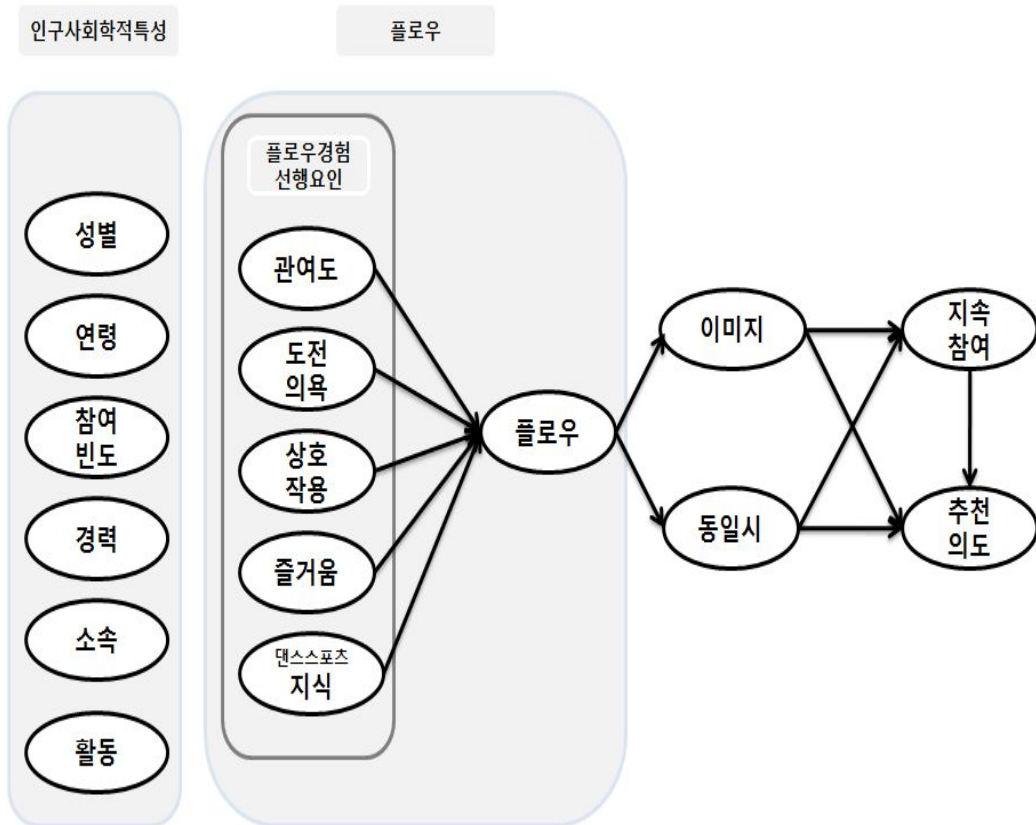 인구사회학적특성
플로우
플로우경험
선행요인
성별
연령
참여
빈도
경력
소속
활동
관여도
도전
의욕
상호
작용
즐거움
댄스스포츠
지식
플로우
이미지
동일시
지속
참여
추천
의도